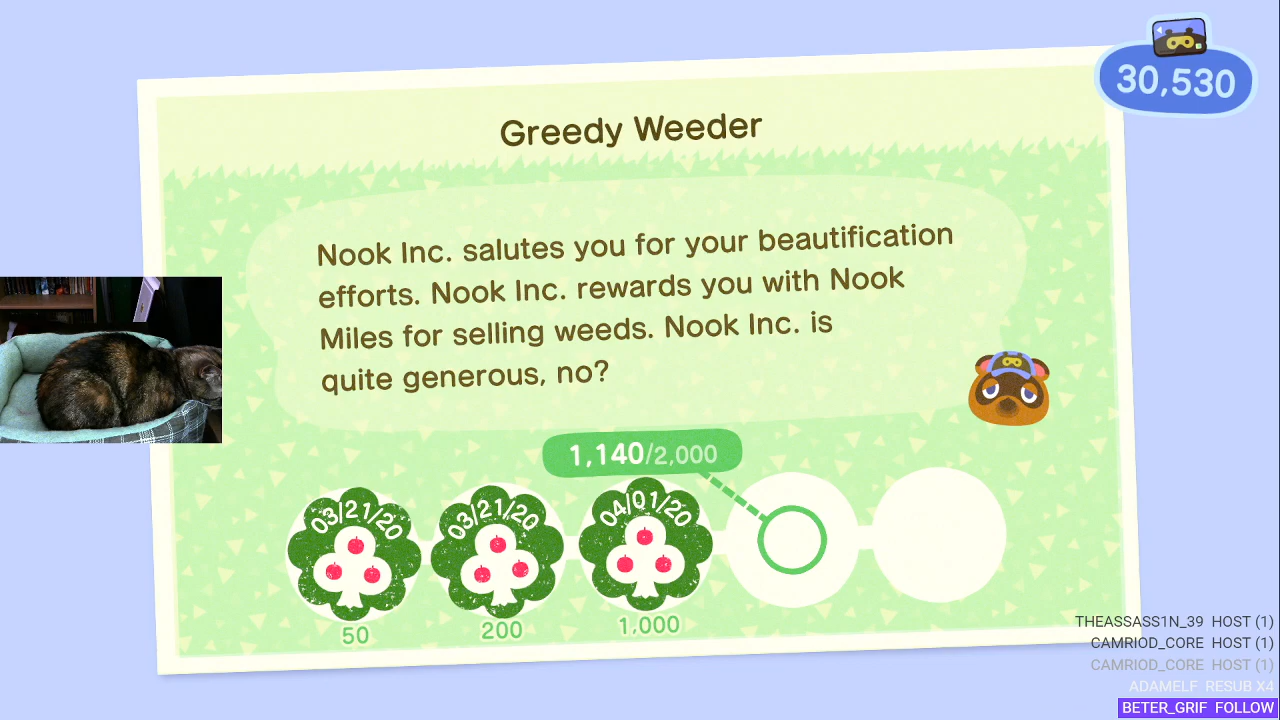 30,530
Greedy Weeder
Nook Inc. salutes you for your beautification
efforts. Nook Inc. rewards you with Nook
Miles for selling weeds. Nook Inc. is
quite generous, no?
1,140/2,000
03/21/20
03/21/20
04/01/20
50
200
1,000
THEASSASS1N_39 HOST (1)
CAMRIOD_CORE HOST (1)
CAMRIOD_CORE HOST (1)
ADAMELF RESUB X4
BETER_GRIF FOLLOW